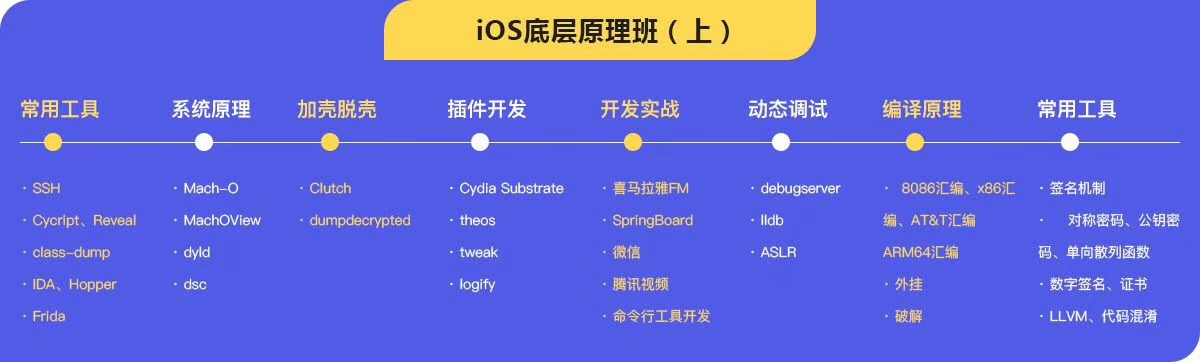 iOS底层原理班（上）
常用工具
· SSH
· Cycript、Reveal
· class-dump
· IDA、Hopper
· Frida
系统原理
· Mach-O
· MachOView
· dyld
· dsc
加壳脱壳
· Clutch
· dumpdecrypted
插件开发
· Cydia Substrate
· theos
· tweak
· logify
开发实战
· 喜马拉雅FM
· SpringBoard
· 微信
· 腾讯视频
· 命令行工具开发
动态调试
· debugserver
· lldb
· ASLR
编译原理
· 8086汇编、x86汇
编、AT&T汇编
ARM64汇编
· 外挂
· 破解
常用工具
· 签名机制
· 对称密码、公钥密
码、单向散列函数
· 数字签名、证书
· LLVM、代码混淆